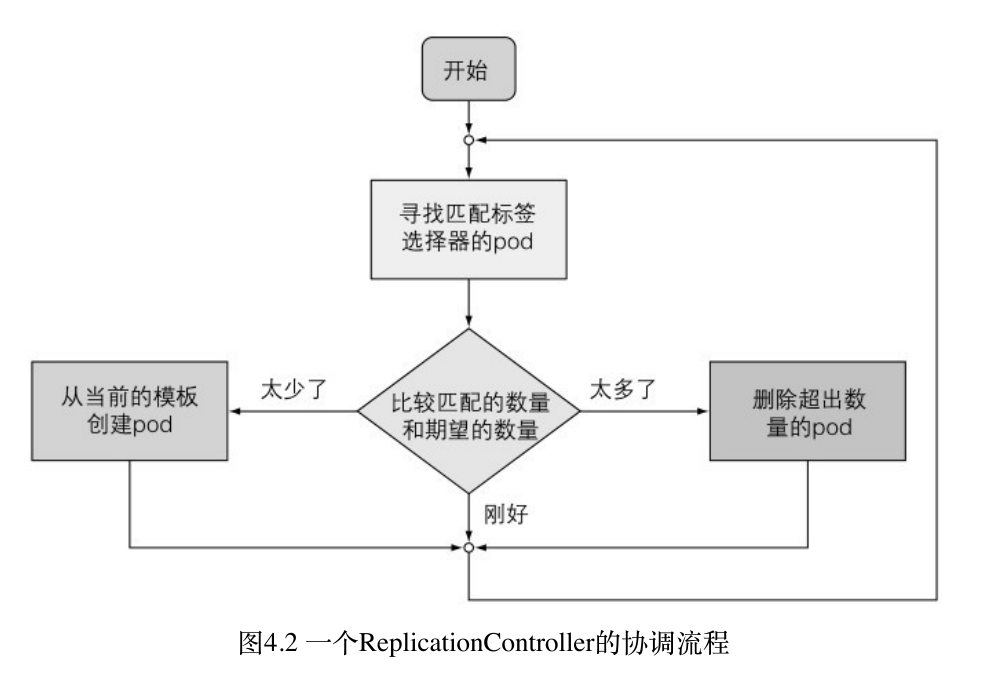 开始
寻找匹配标签
选择器的pod
从当前的模板
创建pod
太少了
比较匹配的数量
和期望的数量
太多了
删除超出数
量的pod
刚好
图4.2 一个ReplicationController的协调流程